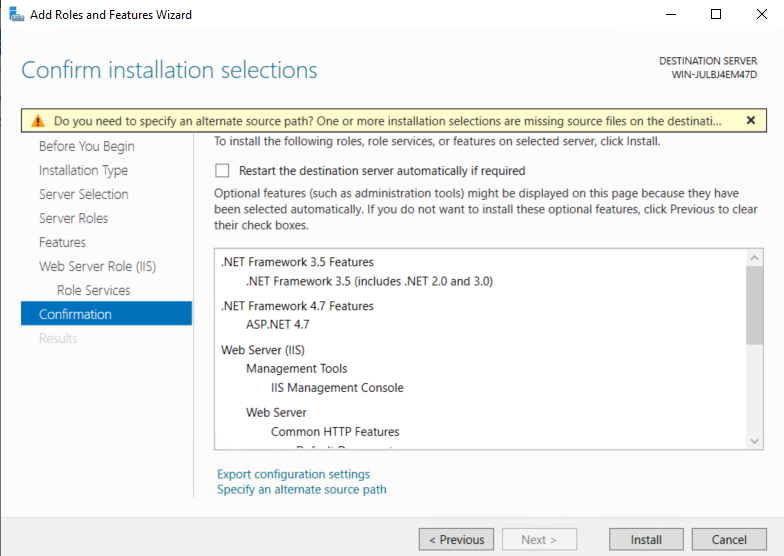 Add Roles and Features Wizard
Confirm installation selections
DESTINATION SERVER
WIN-JULBJ4EM47D
Do you need to specify an alternate source path? One or more installation selections are missing source files on the destinati...
Before You Begin
Installation Type
Server Selection
Server Roles
Features
Web Server Role (IIS)
Role Services
Confirmation
Results
To install the following roles, role services, or features on selected server, click Install.
Restart the destination server automatically if required
Optional features (such as administration tools) might be displayed on this page because they have
been selected automatically. If you do not want to install these optional features, click Previous to clear
their check boxes.
.NET Framework 3.5 Features
.NET Framework 3.5 (includes .NET 2.0 and 3.0)
.NET Framework 4.7 Features
ASP.NET 4.7
Web Server (IIS)
Management Tools
IIS Management Console
Web Server
Common HTTP Features
Export configuration settings
Specify an alternate source path
< Previous
Next >
Install
Cancel